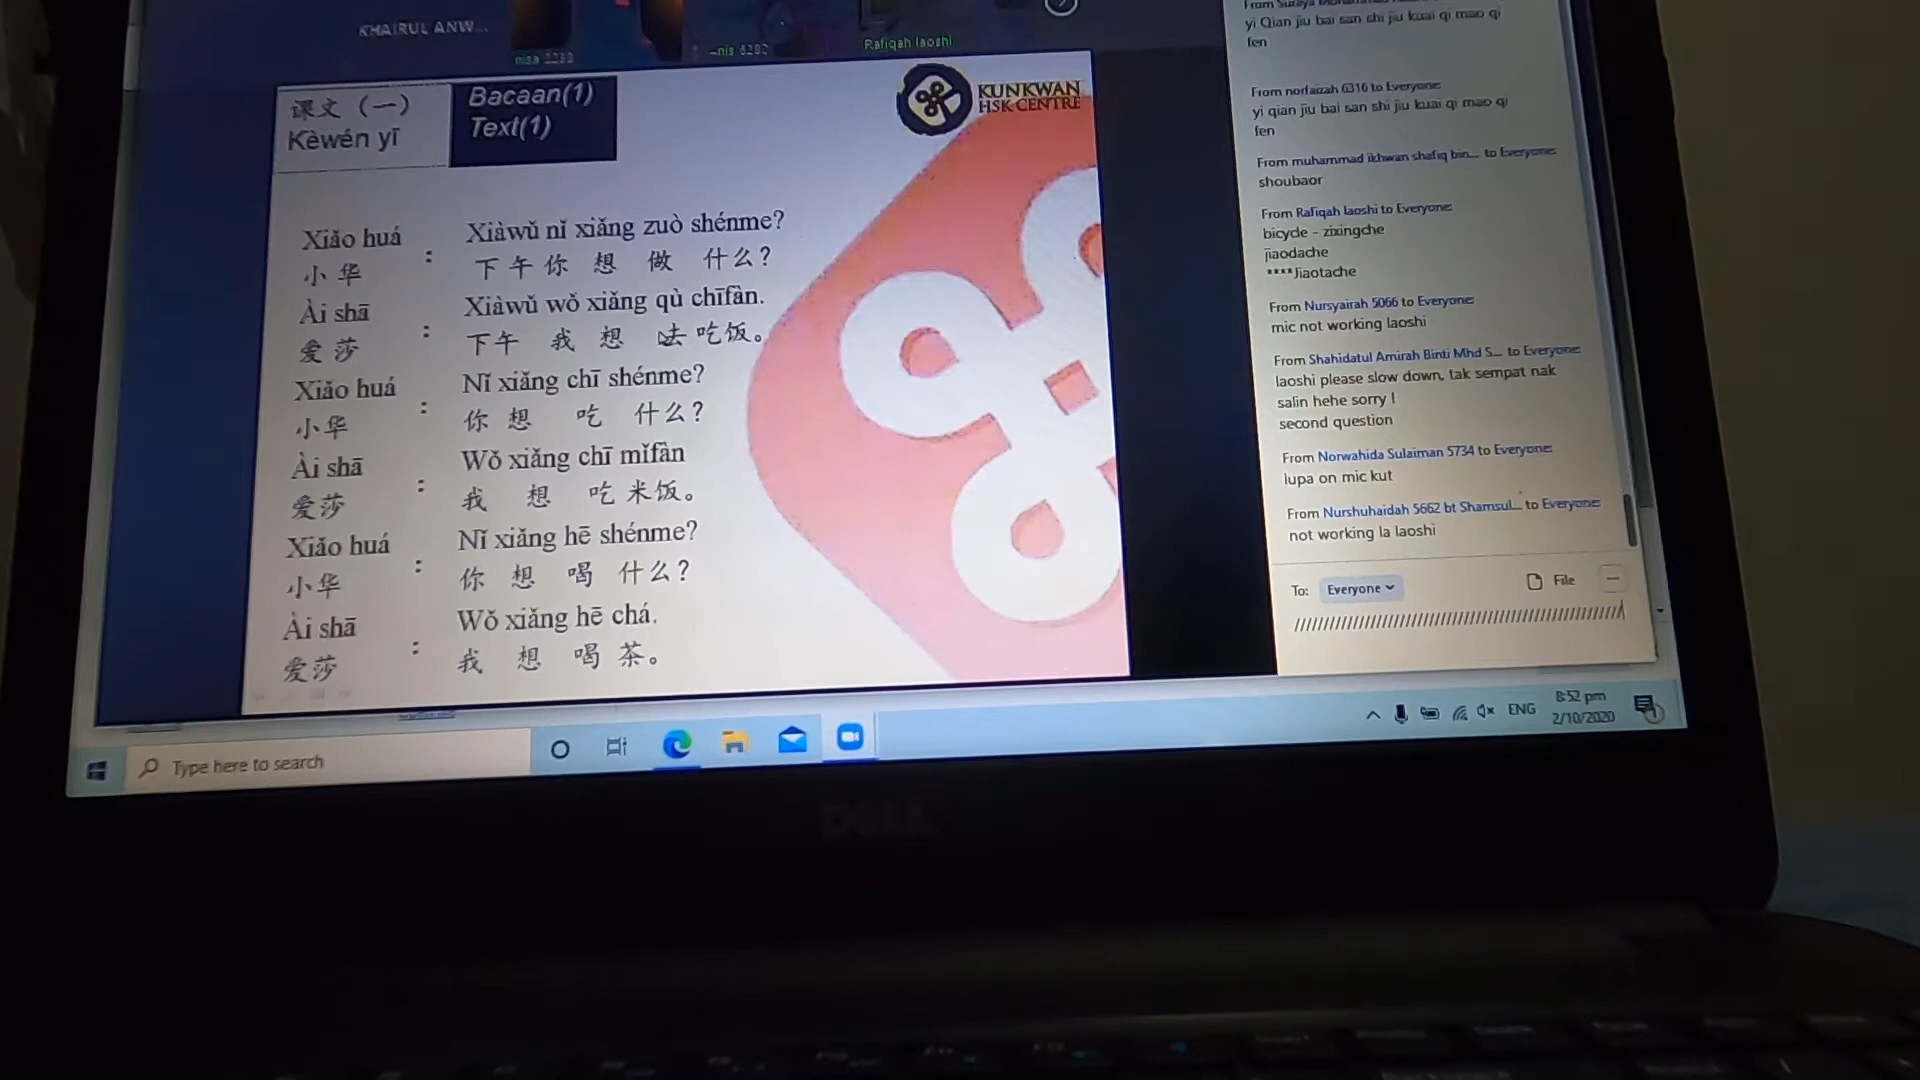 KHAIRUL ANW...
nisa 2298
Rafiqah laoshi
课文（一）
Kèwén yī
Bacaan(1)
Text(1)
KUNKWAN
HSK CENTRE
Xiǎo huá
小 华
:
Xiàwǔ nǐ xiǎng zuò shénme?
下 午 你 想 做 什么？
Ài shā
爱 莎
:
Xiàwǔ wǒ xiǎng qù chīfàn.
下午 我 想 去 吃饭。
Xiǎo huá
小华
:
Nǐ xiǎng chī shénme?
你 想 吃 什么？
Ài shā
爱莎
:
Wǒ xiǎng chī mǐfàn
我 想 吃 米饭。
Xiǎo huá
小华
:
Nǐ xiǎng hē shénme?
你 想 喝 什么？
Ài shā
爱莎
:
Wǒ xiǎng hē chá.
我 想 喝 茶。
yi Qian jiu bai san shi jiu kuai qi mao qi
fen
From norfaizah 6316 to Everyone:
yi qian jiu bai san shi jiu kuai qi mao qi
fen
From muhammad ikhwan shafiq bin... to Everyone:
shoubaor
From Rafiqah laoshi to Everyone:
bicycle - zixingche
jiaodache
****Jiaotache
From Nursyairah 5066 to Everyone:
mic not working laoshi
From Shahidatul Amirah Binti Mhd S... to Everyone:
laoshi please slow down, tak sempat nak
salin hehe sorry !
second question
From Norwahida Sulaiman 5734 to Everyone:
lupa on mic kut
From Nurshuhaidah 5662 bt Shamsul... to Everyone:
not working la laoshi
To: Everyone
File
Type here to search
ENG
8:52 pm
2/10/2020
DELL